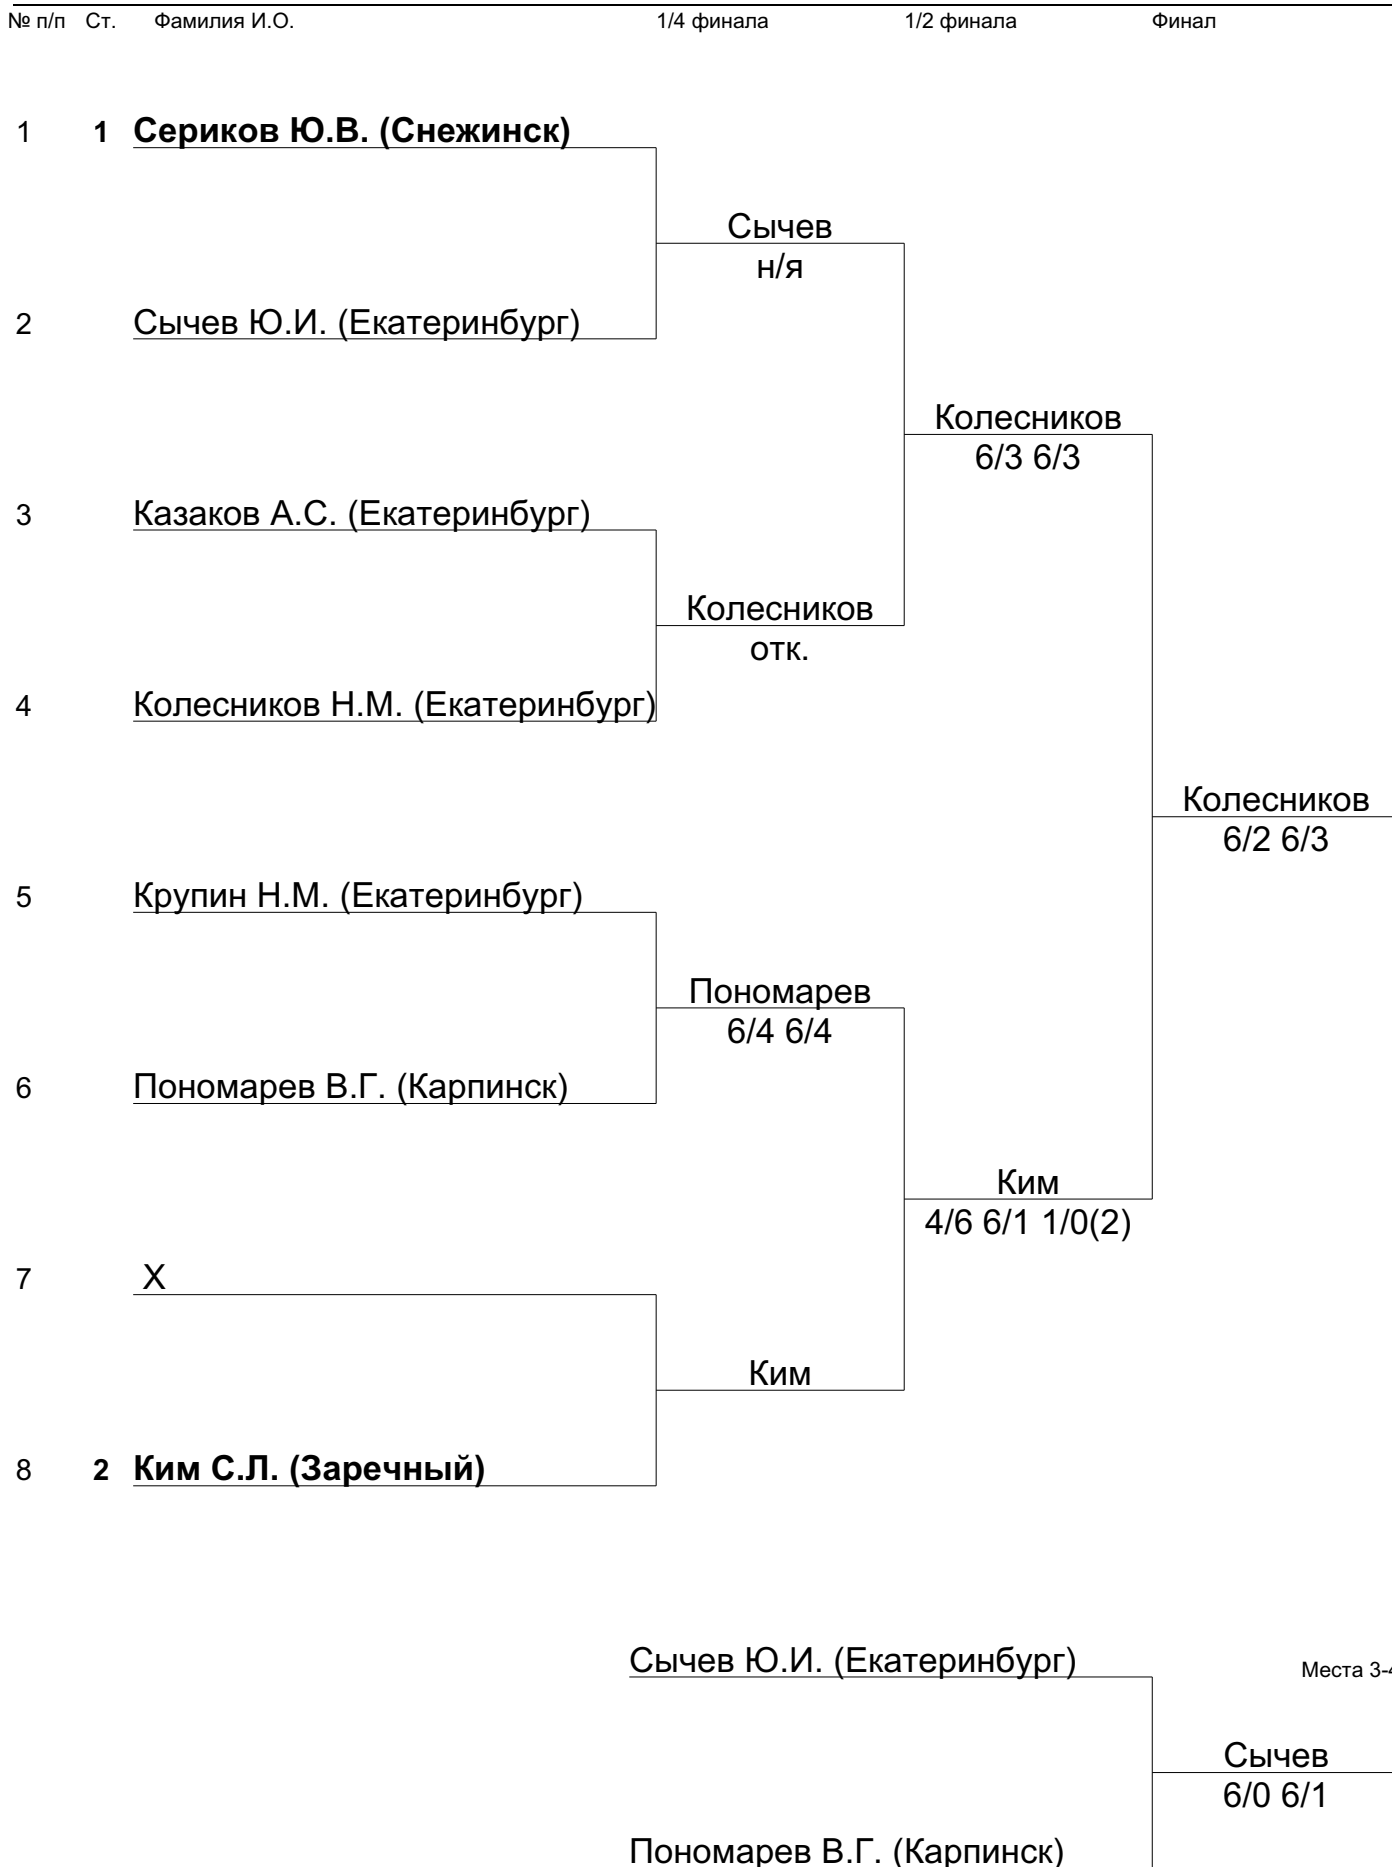 № п/п Ст. Фамилия И.О. 1/4 финала 1/2 финала Финал
1 1 Сериков Ю.В. (Снежинск)
Сычев
н/я
2 Сычев Ю.И. (Екатеринбург)
Колесников
6/3 6/3
3 Казаков А.С. (Екатеринбург)
Колесников
отк.
4 Колесников Н.М. (Екатеринбург)
Колесников
6/2 6/3
5 Крупин Н.М. (Екатеринбург)
Пономарев
6/4 6/4
6 Пономарев В.Г. (Карпинск)
Ким
4/6 6/1 1/0(2)
7 Х
Ким
8 2 Ким С.Л. (Заречный)
Сычев Ю.И. (Екатеринбург) Места 3-4
Сычев
6/0 6/1
Пономарев В.Г. (Карпинск)